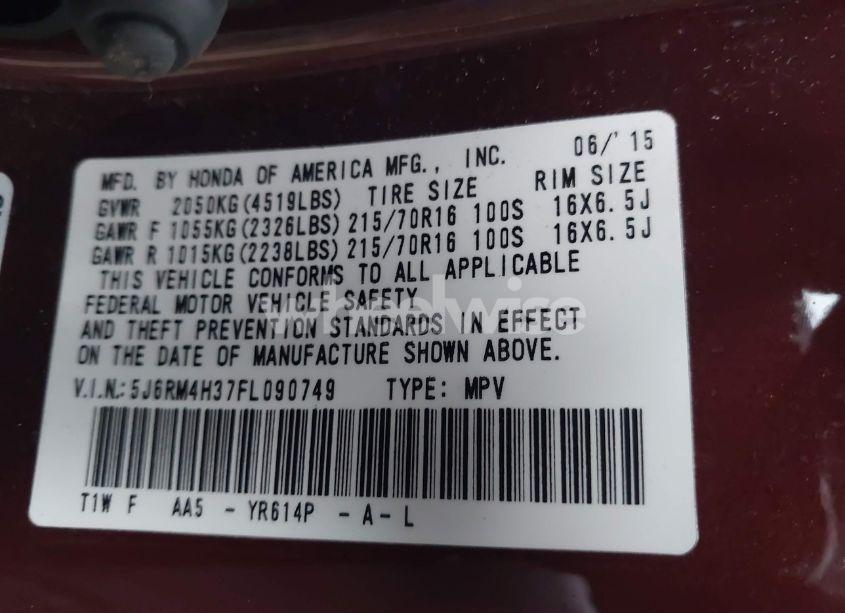 MFD. BY HONDA OF AMERICA MFG., INC. 06/'15
GVWR 2050KG(4519LBS) TIRE SIZE RIM SIZE
GAWR F 1055KG(2326LBS) 215/70R16 100S 16X6.5J
GAWR R 1015KG(2238LBS) 215/70R16 100S 16X6.5J
THIS VEHICLE CONFORMS TO ALL APPLICABLE
FEDERAL MOTOR VEHICLE SAFETY
AND THEFT PREVENTION STANDARDS IN EFFECT
ON THE DATE OF MANUFACTURE SHOWN ABOVE.
V.I.N.: 5J6RM4H37FL090749 TYPE: MPV
T1W F AA5 - YR614P - A - L
wheelwise